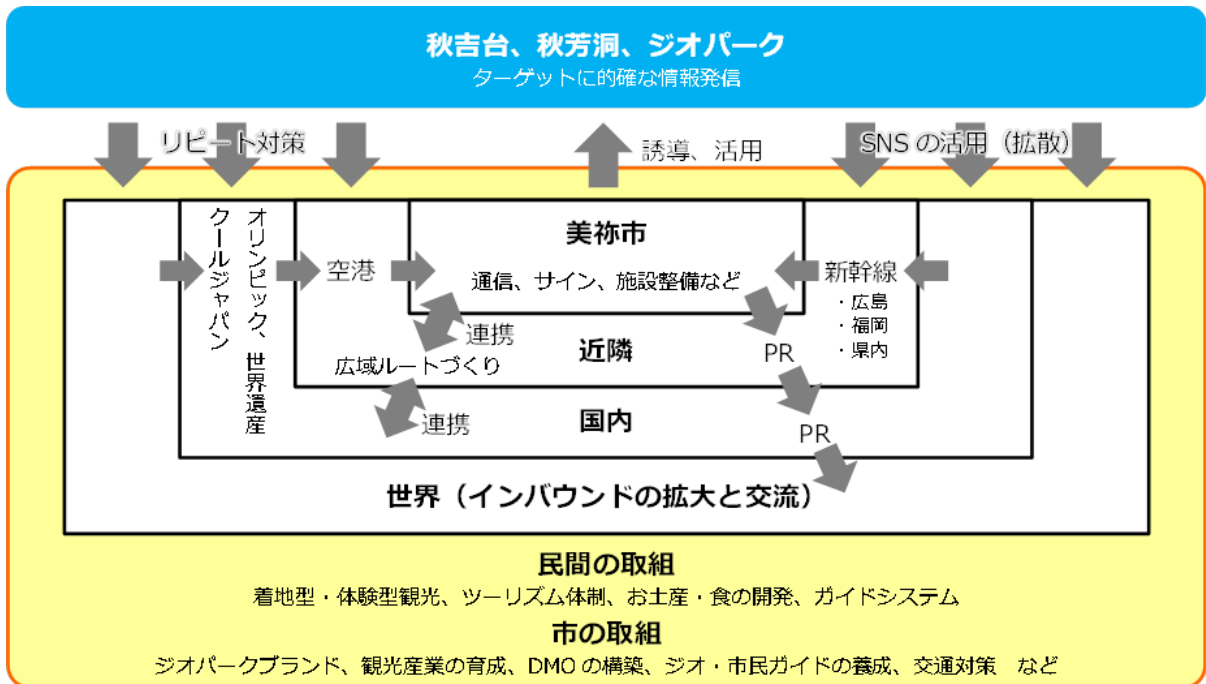 秋吉台、秋芳洞、ジオパーク
ターゲットに的確な情報発信
リピート対策
誘導、活用
SNS の活用（拡散）
オリンピック、世界遺産
クールジャパン
空港
美祢市
通信、サイン、施設整備など
新幹線
・広島
・福岡
・県内
連携
広域ルートづくり
近隣
PR
連携
国内
PR
世界（インバウンドの拡大と交流）
民間の取組
着地型・体験型観光、ツーリズム体制、お土産・食の開発、ガイドシステム
市の取組
ジオパークブランド、観光産業の育成、DMO の構築、ジオ・市民ガイドの養成、交通対策　など